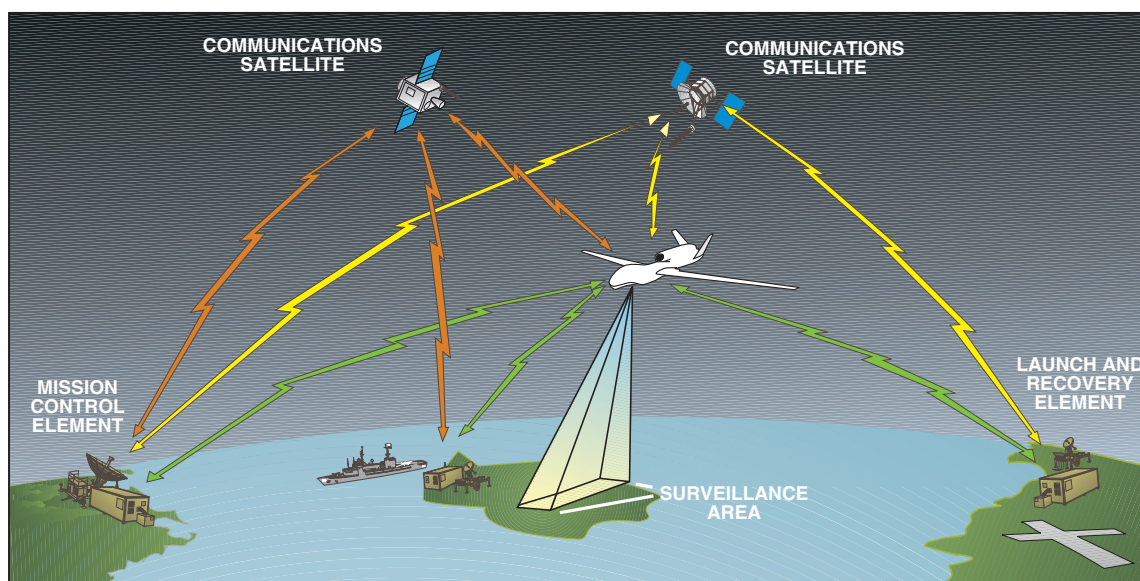 COMMUNICATIONS
SATELLITE
COMMUNICATIONS
SATELLITE
MISSION
CONTROL
ELEMENT
LAUNCH AND
RECOVERY
ELEMENT
SURVEILLANCE
AREA